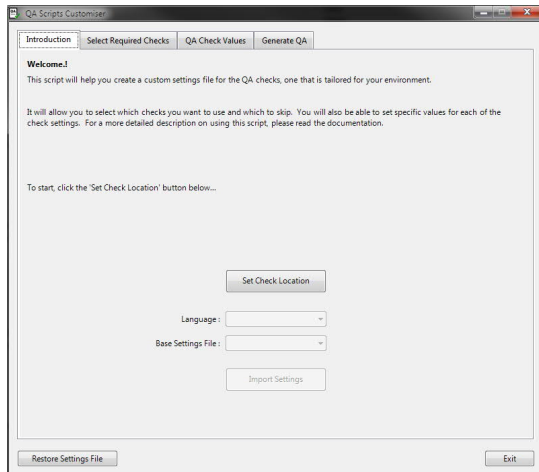 QA Scripts Customiser
Introduction
Select Required Checks
QA Check Values
Generate QA
Welcome.!
This script will help you create a custom settings file for the QA checks, one that is tailored for your environment.
It will allow you to select which checks you want to use and which to skip. You will also be able to set specific values for each of the
check settings. For a more detailed description on using this script, please read the documentation.
To start, click the 'Set Check Location' button below...
Set Check Location
Language :
Base Settings File :
Import Settings
Restore Settings File
Exit